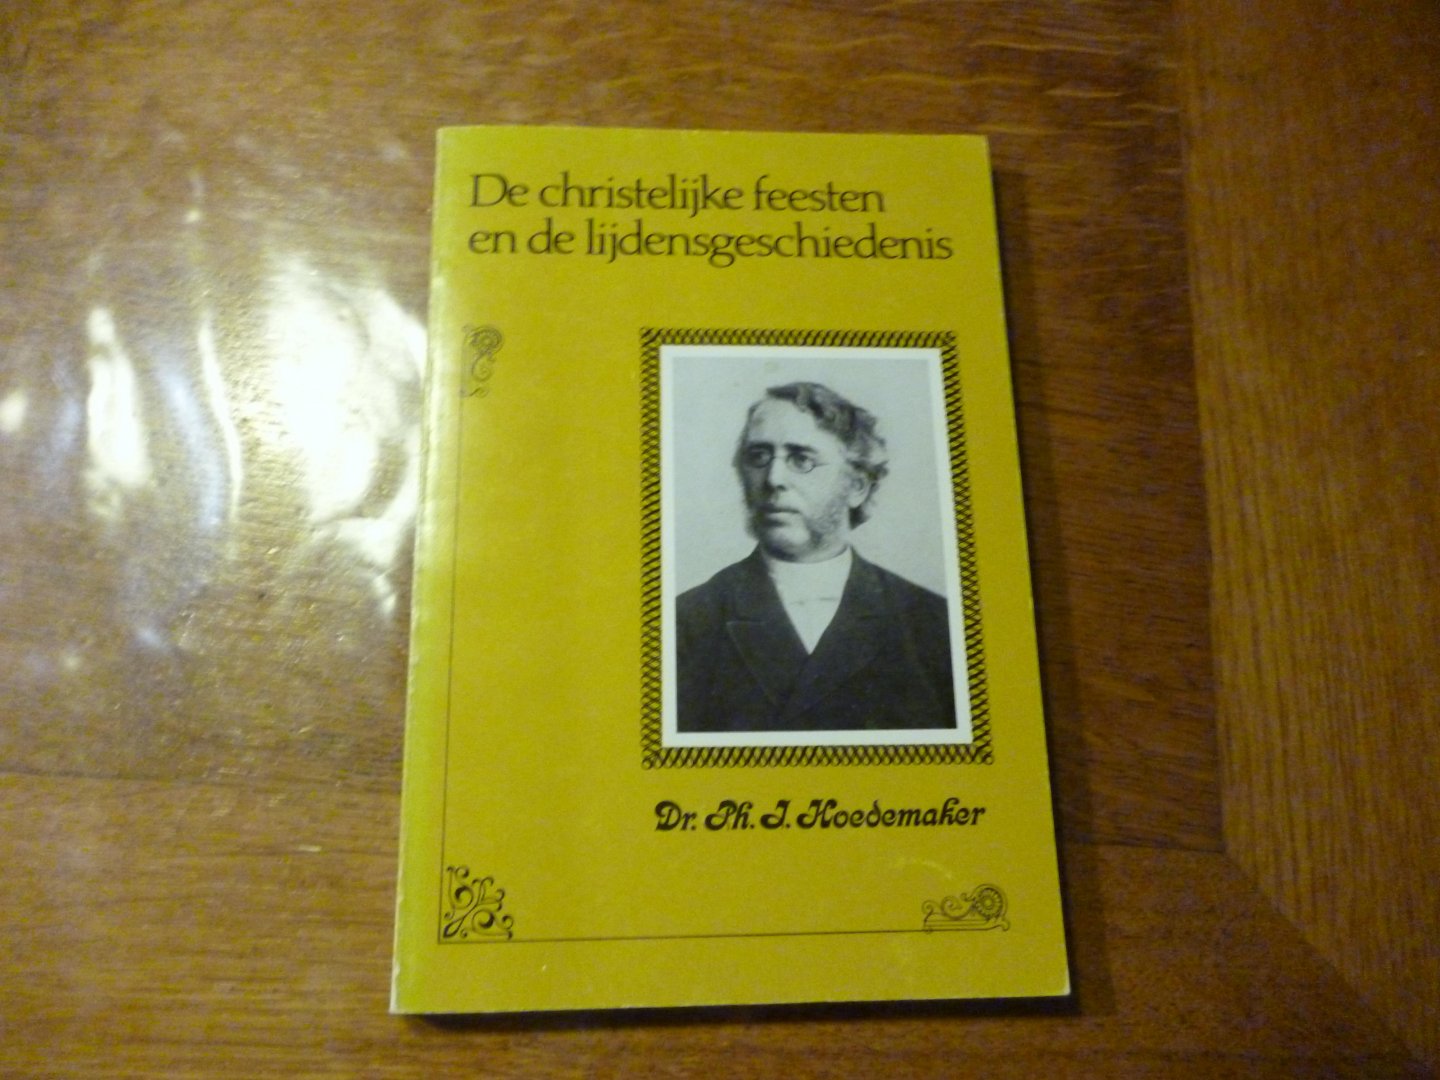 De christelijke feesten
en de lijdensgeschiedenis
Dr. Ph. J. Hoedemaker